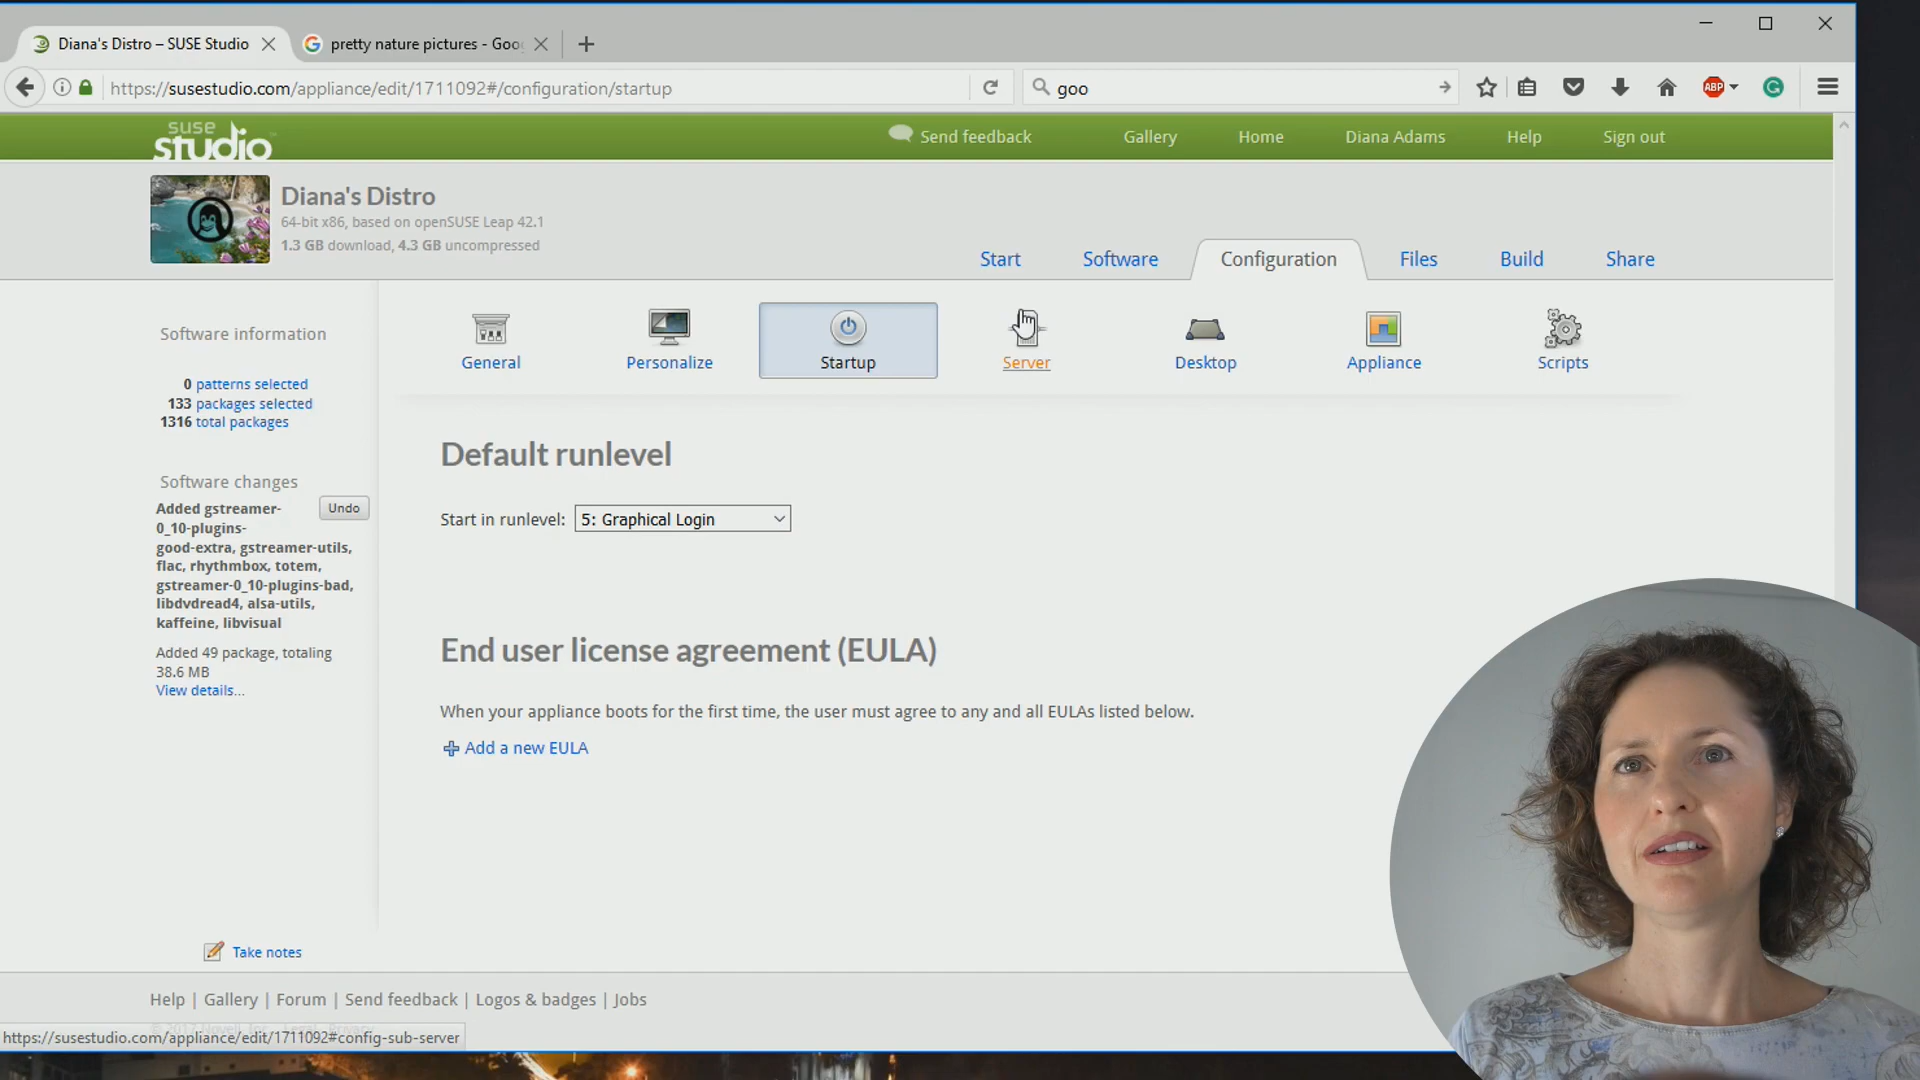 Diana's Distro – SUSE Studio
pretty nature pictures - Goo
https://susestudio.com/appliance/edit/1711092#/configuration/startup
goo
ABP
suse
studio
Send feedback
Gallery
Home
Diana Adams
Help
Sign out
Diana's Distro
64-bit x86, based on openSUSE Leap 42.1
1.3 GB download, 4.3 GB uncompressed
Start
Software
Configuration
Files
Build
Share
General
Personalize
Startup
Server
Desktop
Appliance
Scripts
Software information
0 patterns selected
133 packages selected
1316 total packages
Software changes
Added gstreamer-
0_10-plugins-
good-extra, gstreamer-utils,
flac, rhythmbox, totem,
gstreamer-0_10-plugins-bad,
libdvdread4, alsa-utils,
kaffeine, libvisual
Undo
Added 49 package, totaling
38.6 MB
View details...
Default runlevel
Start in runlevel: 5: Graphical Login
End user license agreement (EULA)
When your appliance boots for the first time, the user must agree to any and all EULAs listed below.
Add a new EULA
Take notes
Help | Gallery | Forum | Send feedback | Logos & badges | Jobs
https://susestudio.com/appliance/edit/1711092#config-sub-server